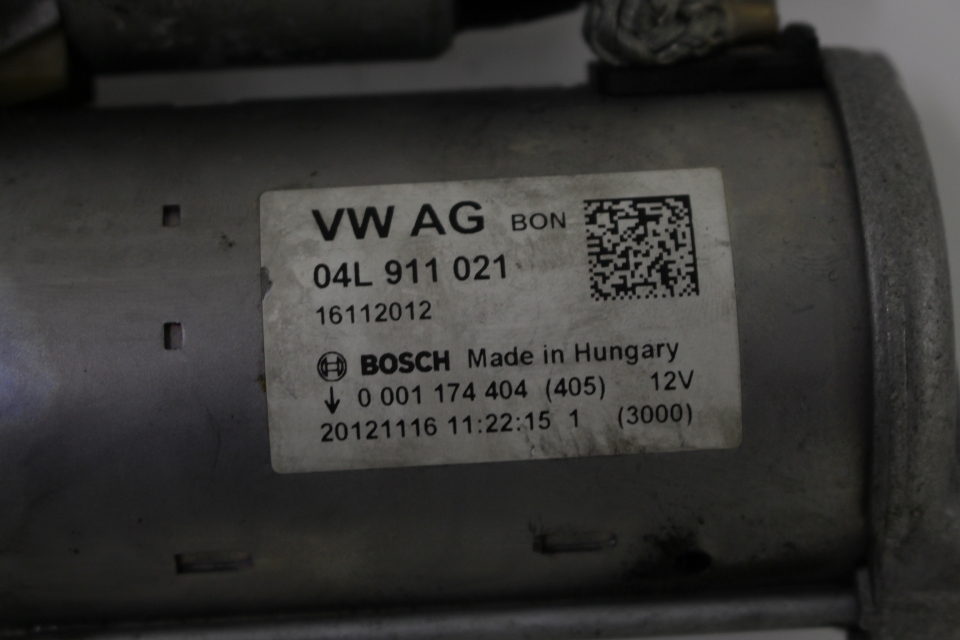 VW AG BON
04L 911 021
16112012
BOSCH Made in Hungary
↓ 0 001 174 404 (405) 12V
20121116 11:22:15 1 (3000)